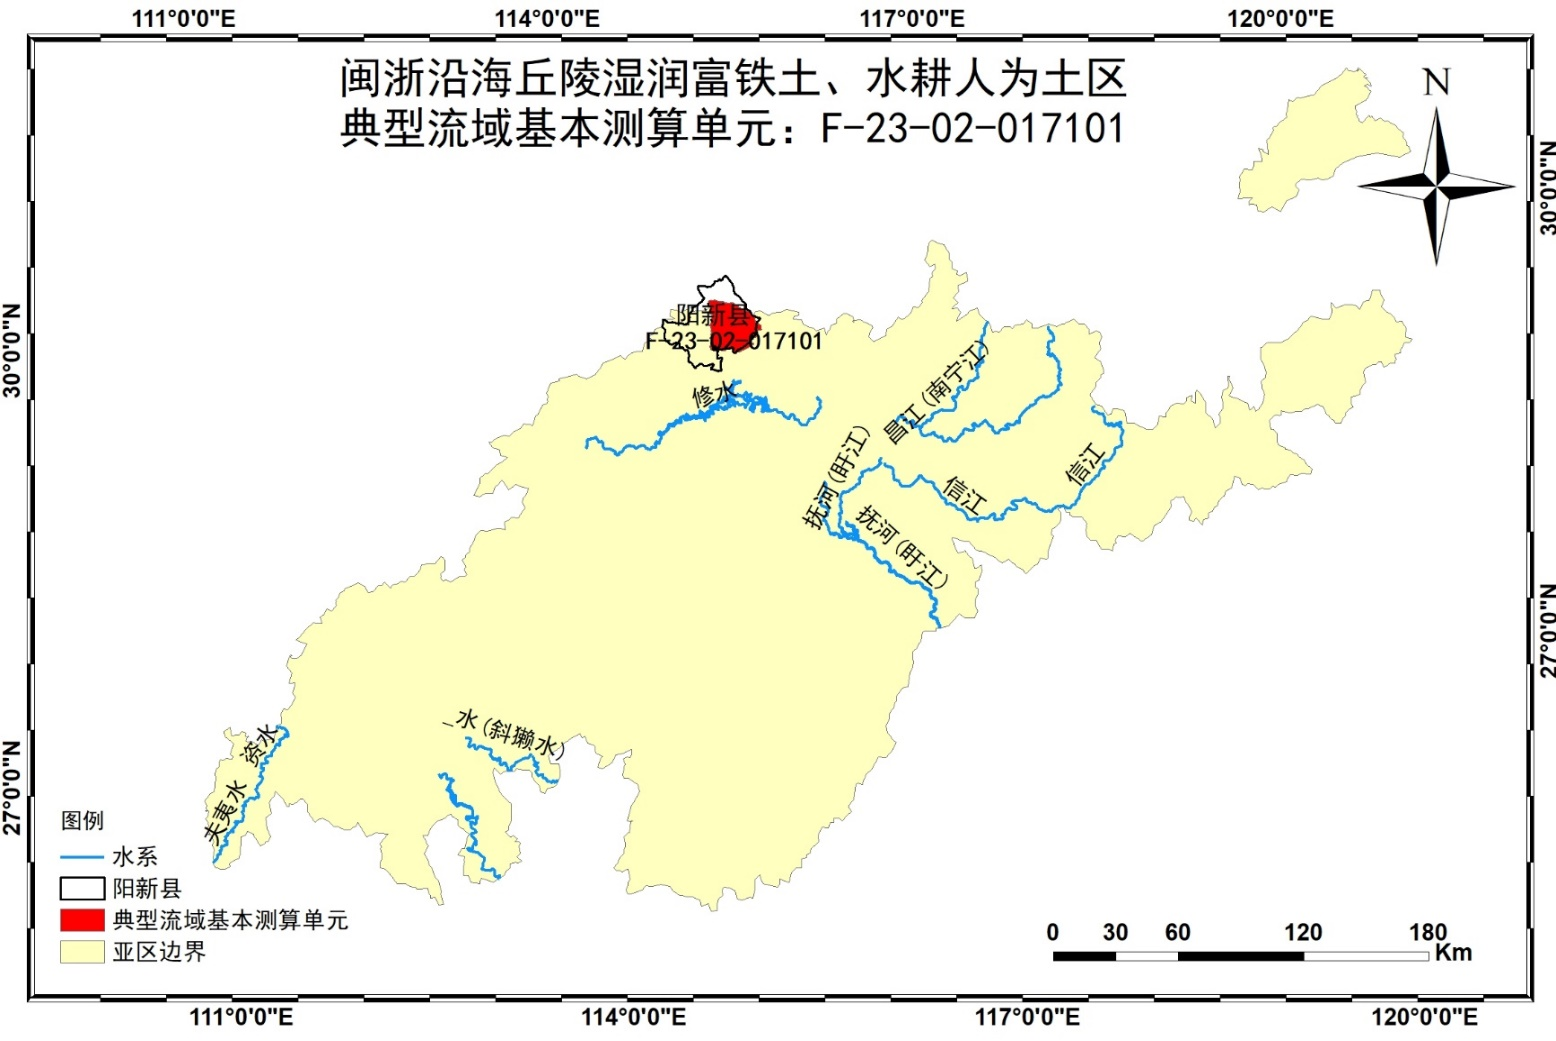 111°0'0"E
114°0'0"E
117°0'0"E
120°0'0"E
闽浙沿海丘陵湿润富铁土、水耕人为土区
典型流域基本测算单元：F-23-02-017101
N
30°0'0"N
30°0'0"N
阳新县
F-23-02-017101
修水
昌江(南宁江)
抚河(盱江)
信江
信江
抚河(盱江)
27°0'0"N
27°0'0"N
_水(斜獭水)
资水
夫夷水
图例
水系
阳新县
典型流域基本测算单元
亚区边界
0 30 60 120 180
Km
111°0'0"E
114°0'0"E
117°0'0"E
120°0'0"E